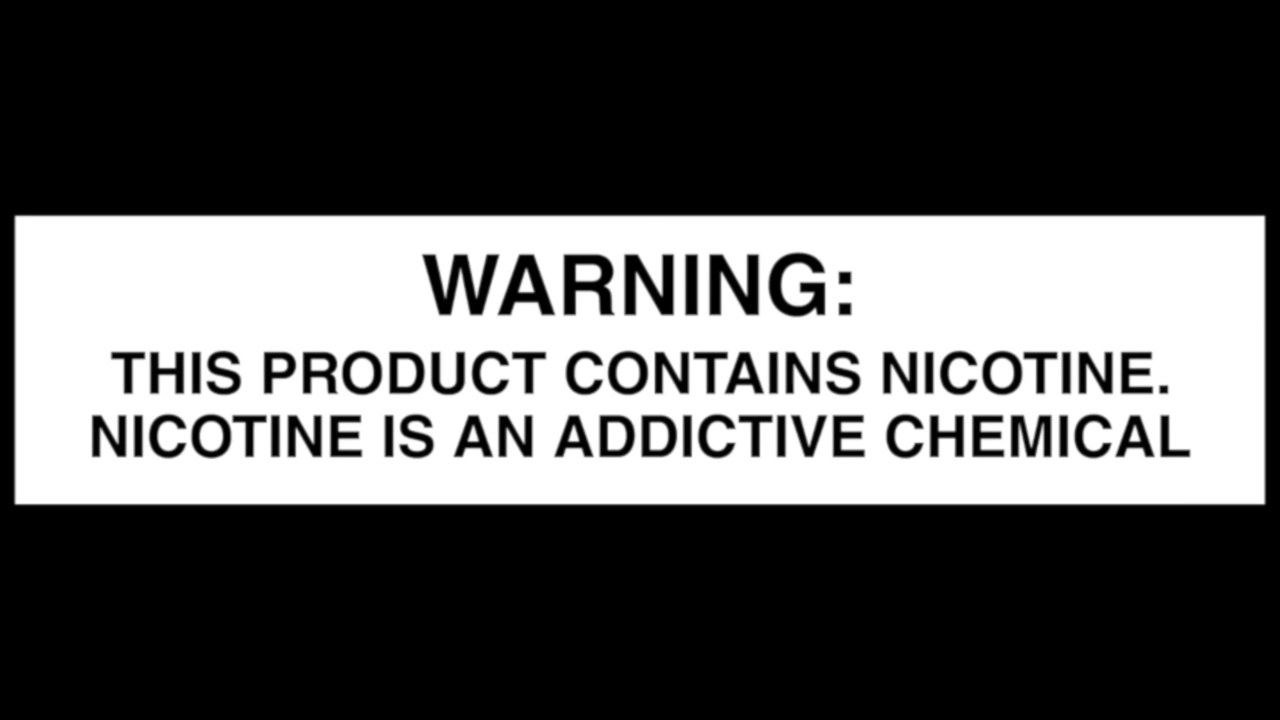 WARNING:
THIS PRODUCT CONTAINS NICOTINE.
NICOTINE IS AN ADDICTIVE CHEMICAL